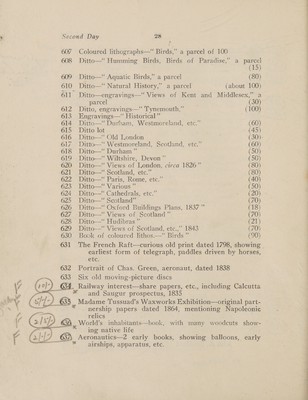 Second Day 28
607 Coloured lithographs—"Birds," a parcel of 100
608 Ditto—"Humming Birds, Birds of Paradise," a parcel
(15)
609 Ditto—"Aquatic Birds," a parcel (80)
610 Ditto—"Natural History," a parcel (about 100)
611 Ditto—engravings—"Views of Kent and Middlesex," a
parcel (30)
612 Ditto, engravings—"Tynemouth," (100)
613 Engravings—"Historical"
614 Ditto—"Durham, Westmoreland, etc." (60)
615 Ditto lot (45)
616 Ditto—"Old London (30)
617 Ditto—"Westmoreland, Scotland, etc." (60)
618 Ditto—"Durham" (50)
619 Ditto—"Wiltshire, Devon" (50)
620 Ditto—"Views of London, circa 1826" (80)
621 Ditto—"Scotland, etc." (80)
622 Ditto—"Paris, Rome, etc." (40)
623 Ditto—"Various" (50)
624 Ditto—"Cathedrals, etc." (20)
625 Ditto—"Scotland" (70)
626 Ditto—"Oxford Buildings Plans, 1837" (18)
627 Ditto—"Views of Scotland" (70)
628 Ditto—"Hudibras" (21)
629 Ditto—"Views of Scotland, etc.," 1843 (70)
630 Book of coloured lithos.—"Birds" (90)
631 The French Raft—curious old print dated 1798, showing
earliest form of telegraph, paddles driven by horses,
etc.
632 Portrait of Chas. Green, aeronaut, dated 1838
633 Six old moving-picture discs
634 Railway interest—share papers, etc., including Calcutta
and Saugur prospectus, 1835
F 5/- 635 Madame Tussaud's Waxworks Exhibition—original part-
nership papers dated 1864, mentioning Napoleonic
relics
F 2/5/- 636 World's inhabitants—book, with many woodcuts show-
ing native life
F 2/-/- 637 Aeronautics—2 early books, showing balloons, early
airships, apparatus, etc.